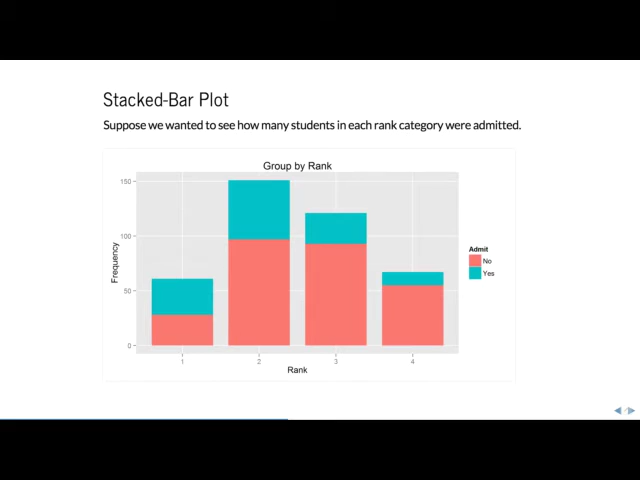 Stacked-Bar Plot
Suppose we wanted to see how many students in each rank category were admitted.
Group by Rank
150
100
50
0
Frequency
1 2 3 4
Rank
Admit
No
Yes